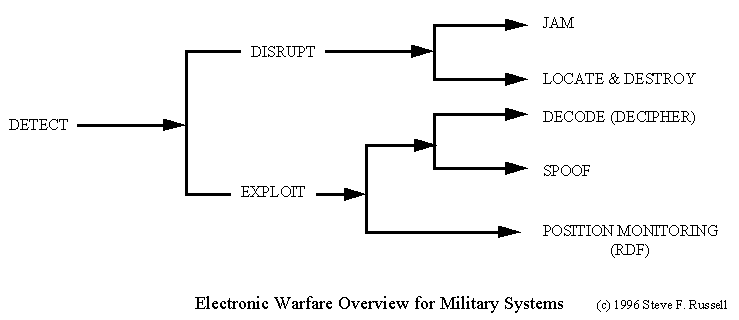 JAM
DISRUPT
LOCATE & DESTROY
DETECT
DECODE (DECIPHER)
SPOOF
EXPLOIT
POSITION MONITORING
(RDF)
Electronic Warfare Overview for Military Systems (c) 1996 Steve F. Russell